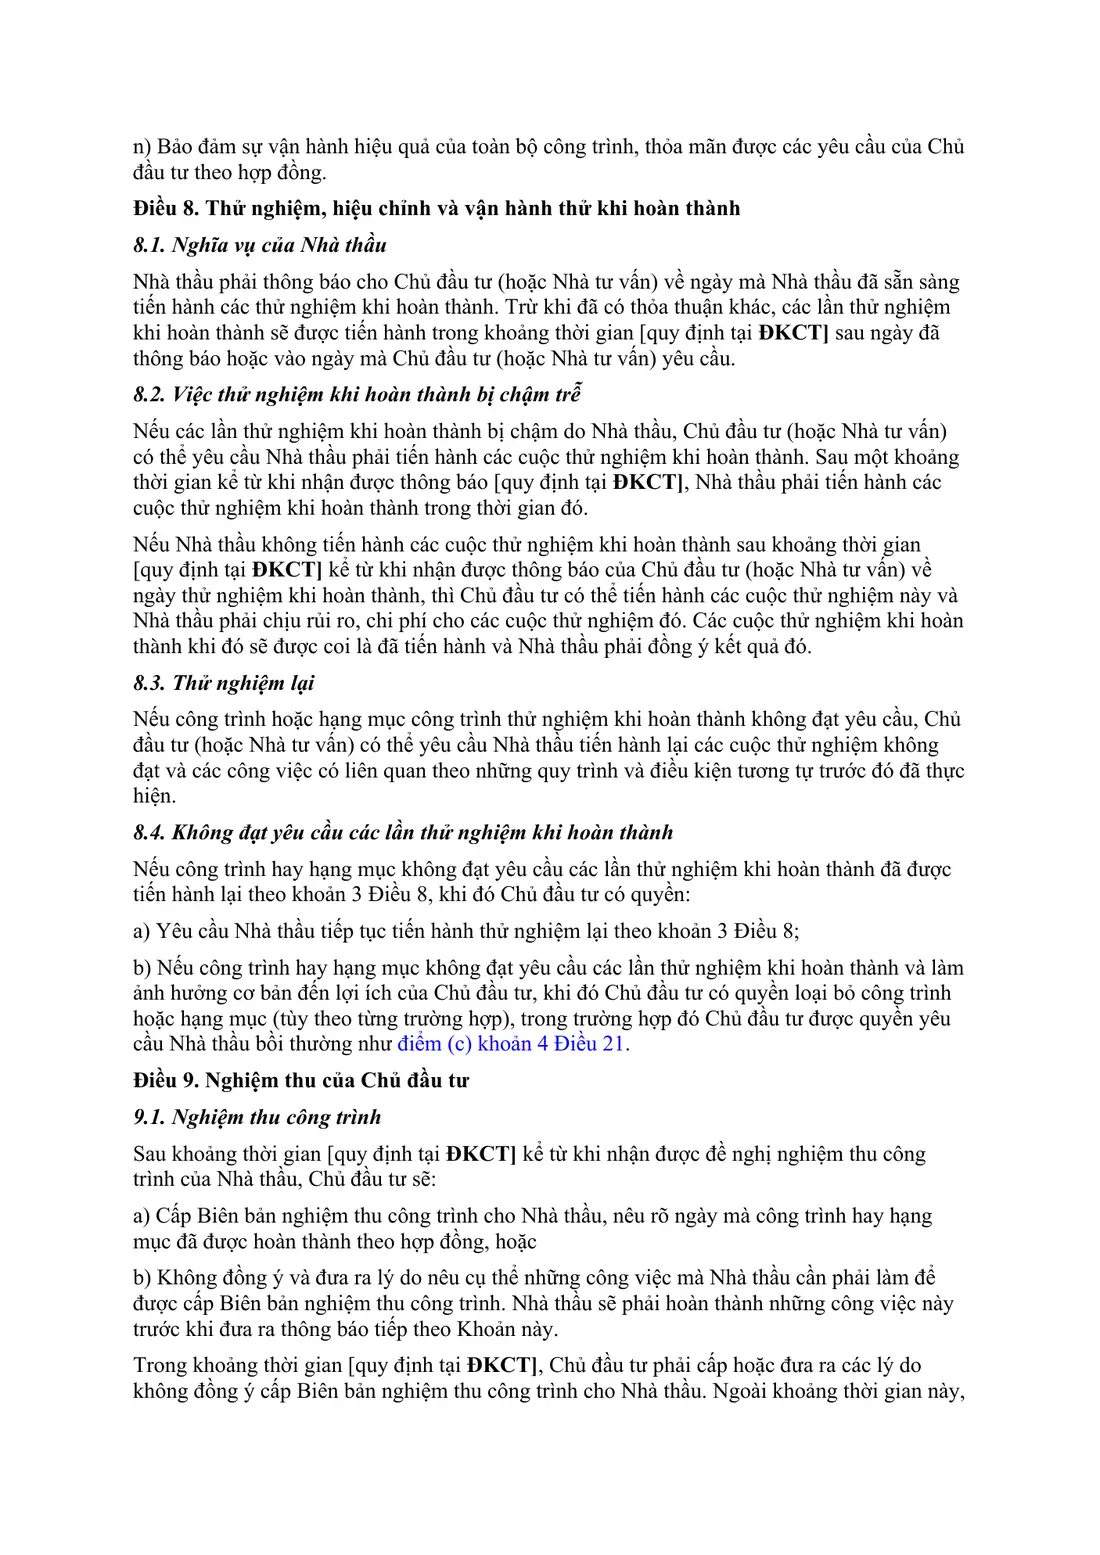 n) Bảo đảm sự vận hành hiệu quả của toàn bộ công trình, thỏa mãn được các yêu cầu của Chủ
đầu tư theo hợp đồng.
Điều 8. Thử nghiệm, hiệu chỉnh và vận hành thử khi hoàn thành
8.1. Nghĩa vụ của Nhà thầu
Nhà thầu phải thông báo cho Chủ đầu tư (hoặc Nhà tư vấn) về ngày mà Nhà thầu đã sẵn sàng
tiến hành các thử nghiệm khi hoàn thành. Trừ khi đã có thỏa thuận khác, các lần thử nghiệm
khi hoàn thành sẽ được tiến hành trong khoảng thời gian [quy định tại ĐKCT] sau ngày đã
thông báo hoặc vào ngày mà Chủ đầu tư (hoặc Nhà tư vấn) yêu cầu.
8.2. Việc thử nghiệm khi hoàn thành bị chậm trễ
Nếu các lần thử nghiệm khi hoàn thành bị chậm do Nhà thầu, Chủ đầu tư (hoặc Nhà tư vấn)
có thể yêu cầu Nhà thầu phải tiến hành các cuộc thử nghiệm khi hoàn thành. Sau một khoảng
thời gian kể từ khi nhận được thông báo [quy định tại ĐKCT], Nhà thầu phải tiến hành các
cuộc thử nghiệm khi hoàn thành trong thời gian đó.
Nếu Nhà thầu không tiến hành các cuộc thử nghiệm khi hoàn thành sau khoảng thời gian
[quy định tại ĐKCT] kể từ khi nhận được thông báo của Chủ đầu tư (hoặc Nhà tư vấn) về
ngày thử nghiệm khi hoàn thành, thì Chủ đầu tư có thể tiến hành các cuộc thử nghiệm này và
Nhà thầu phải chịu rủi ro, chi phí cho các cuộc thử nghiệm đó. Các cuộc thử nghiệm khi hoàn
thành khi đó sẽ được coi là đã tiến hành và Nhà thầu phải đồng ý kết quả đó.
8.3. Thử nghiệm lại
Nếu công trình hoặc hạng mục công trình thử nghiệm khi hoàn thành không đạt yêu cầu, Chủ
đầu tư (hoặc Nhà tư vấn) có thể yêu cầu Nhà thầu tiến hành lại các cuộc thử nghiệm không
đạt và các công việc có liên quan theo những quy trình và điều kiện tương tự trước đó đã thực
hiện.
8.4. Không đạt yêu cầu các lần thử nghiệm khi hoàn thành
Nếu công trình hay hạng mục không đạt yêu cầu các lần thử nghiệm khi hoàn thành đã được
tiến hành lại theo khoản 3 Điều 8, khi đó Chủ đầu tư có quyền:
a) Yêu cầu Nhà thầu tiếp tục tiến hành thử nghiệm lại theo khoản 3 Điều 8;
b) Nếu công trình hay hạng mục không đạt yêu cầu các lần thử nghiệm khi hoàn thành và làm
ảnh hưởng cơ bản đến lợi ích của Chủ đầu tư, khi đó Chủ đầu tư có quyền loại bỏ công trình
hoặc hạng mục (tùy theo từng trường hợp), trong trường hợp đó Chủ đầu tư được quyền yêu
cầu Nhà thầu bồi thường như điểm (c) khoản 4 Điều 21.
Điều 9. Nghiệm thu của Chủ đầu tư
9.1. Nghiệm thu công trình
Sau khoảng thời gian [quy định tại ĐKCT] kể từ khi nhận được đề nghị nghiệm thu công
trình của Nhà thầu, Chủ đầu tư sẽ:
a) Cấp Biên bản nghiệm thu công trình cho Nhà thầu, nêu rõ ngày mà công trình hay hạng
mục đã được hoàn thành theo hợp đồng, hoặc
b) Không đồng ý và đưa ra lý do nêu cụ thể những công việc mà Nhà thầu cần phải làm để
được cấp Biên bản nghiệm thu công trình. Nhà thầu sẽ phải hoàn thành những công việc này
trước khi đưa ra thông báo tiếp theo Khoản này.
Trong khoảng thời gian [quy định tại ĐKCT], Chủ đầu tư phải cấp hoặc đưa ra các lý do
không đồng ý cấp Biên bản nghiệm thu công trình cho Nhà thầu. Ngoài khoảng thời gian này,